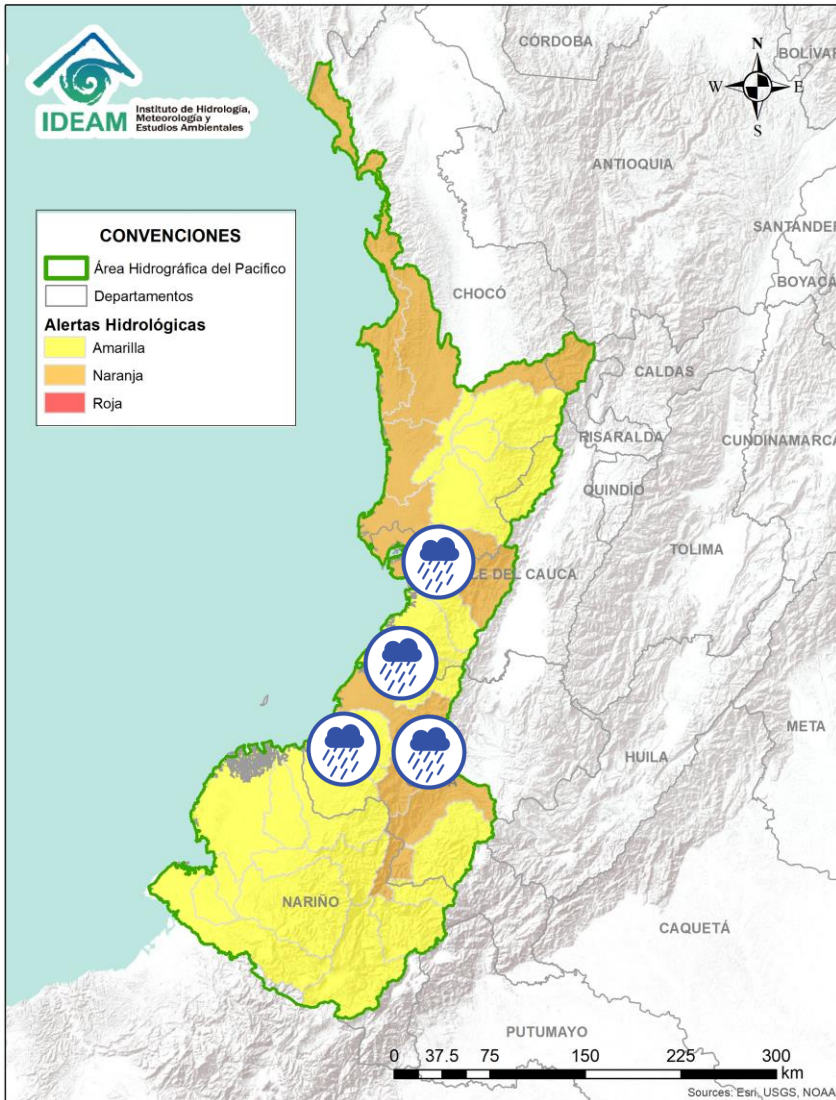 IDEAM
Instituto de Hidrología,
Meteorología y
Estudios Ambientales
CONVENCIONES
Área Hidrográfica del Pacifico
Departamentos
Alertas Hidrológicas
Amarilla
Naranja
Roja
N
W
E
S
CÓRDOBA
BOLÍVAR
ANTIOQUIA
SANTANDER
BOYACÁ
CHOCÓ
CALDAS
RISARALDA
CUNDINAMARCA
QUINDÍO
TOLIMA
LE DEL CAUCA
META
HUILA
NARIÑO
CAQUETÁ
PUTUMAYO
0 37.5 75 150 225 300
km
Sources: Esri, USGS, NOAA